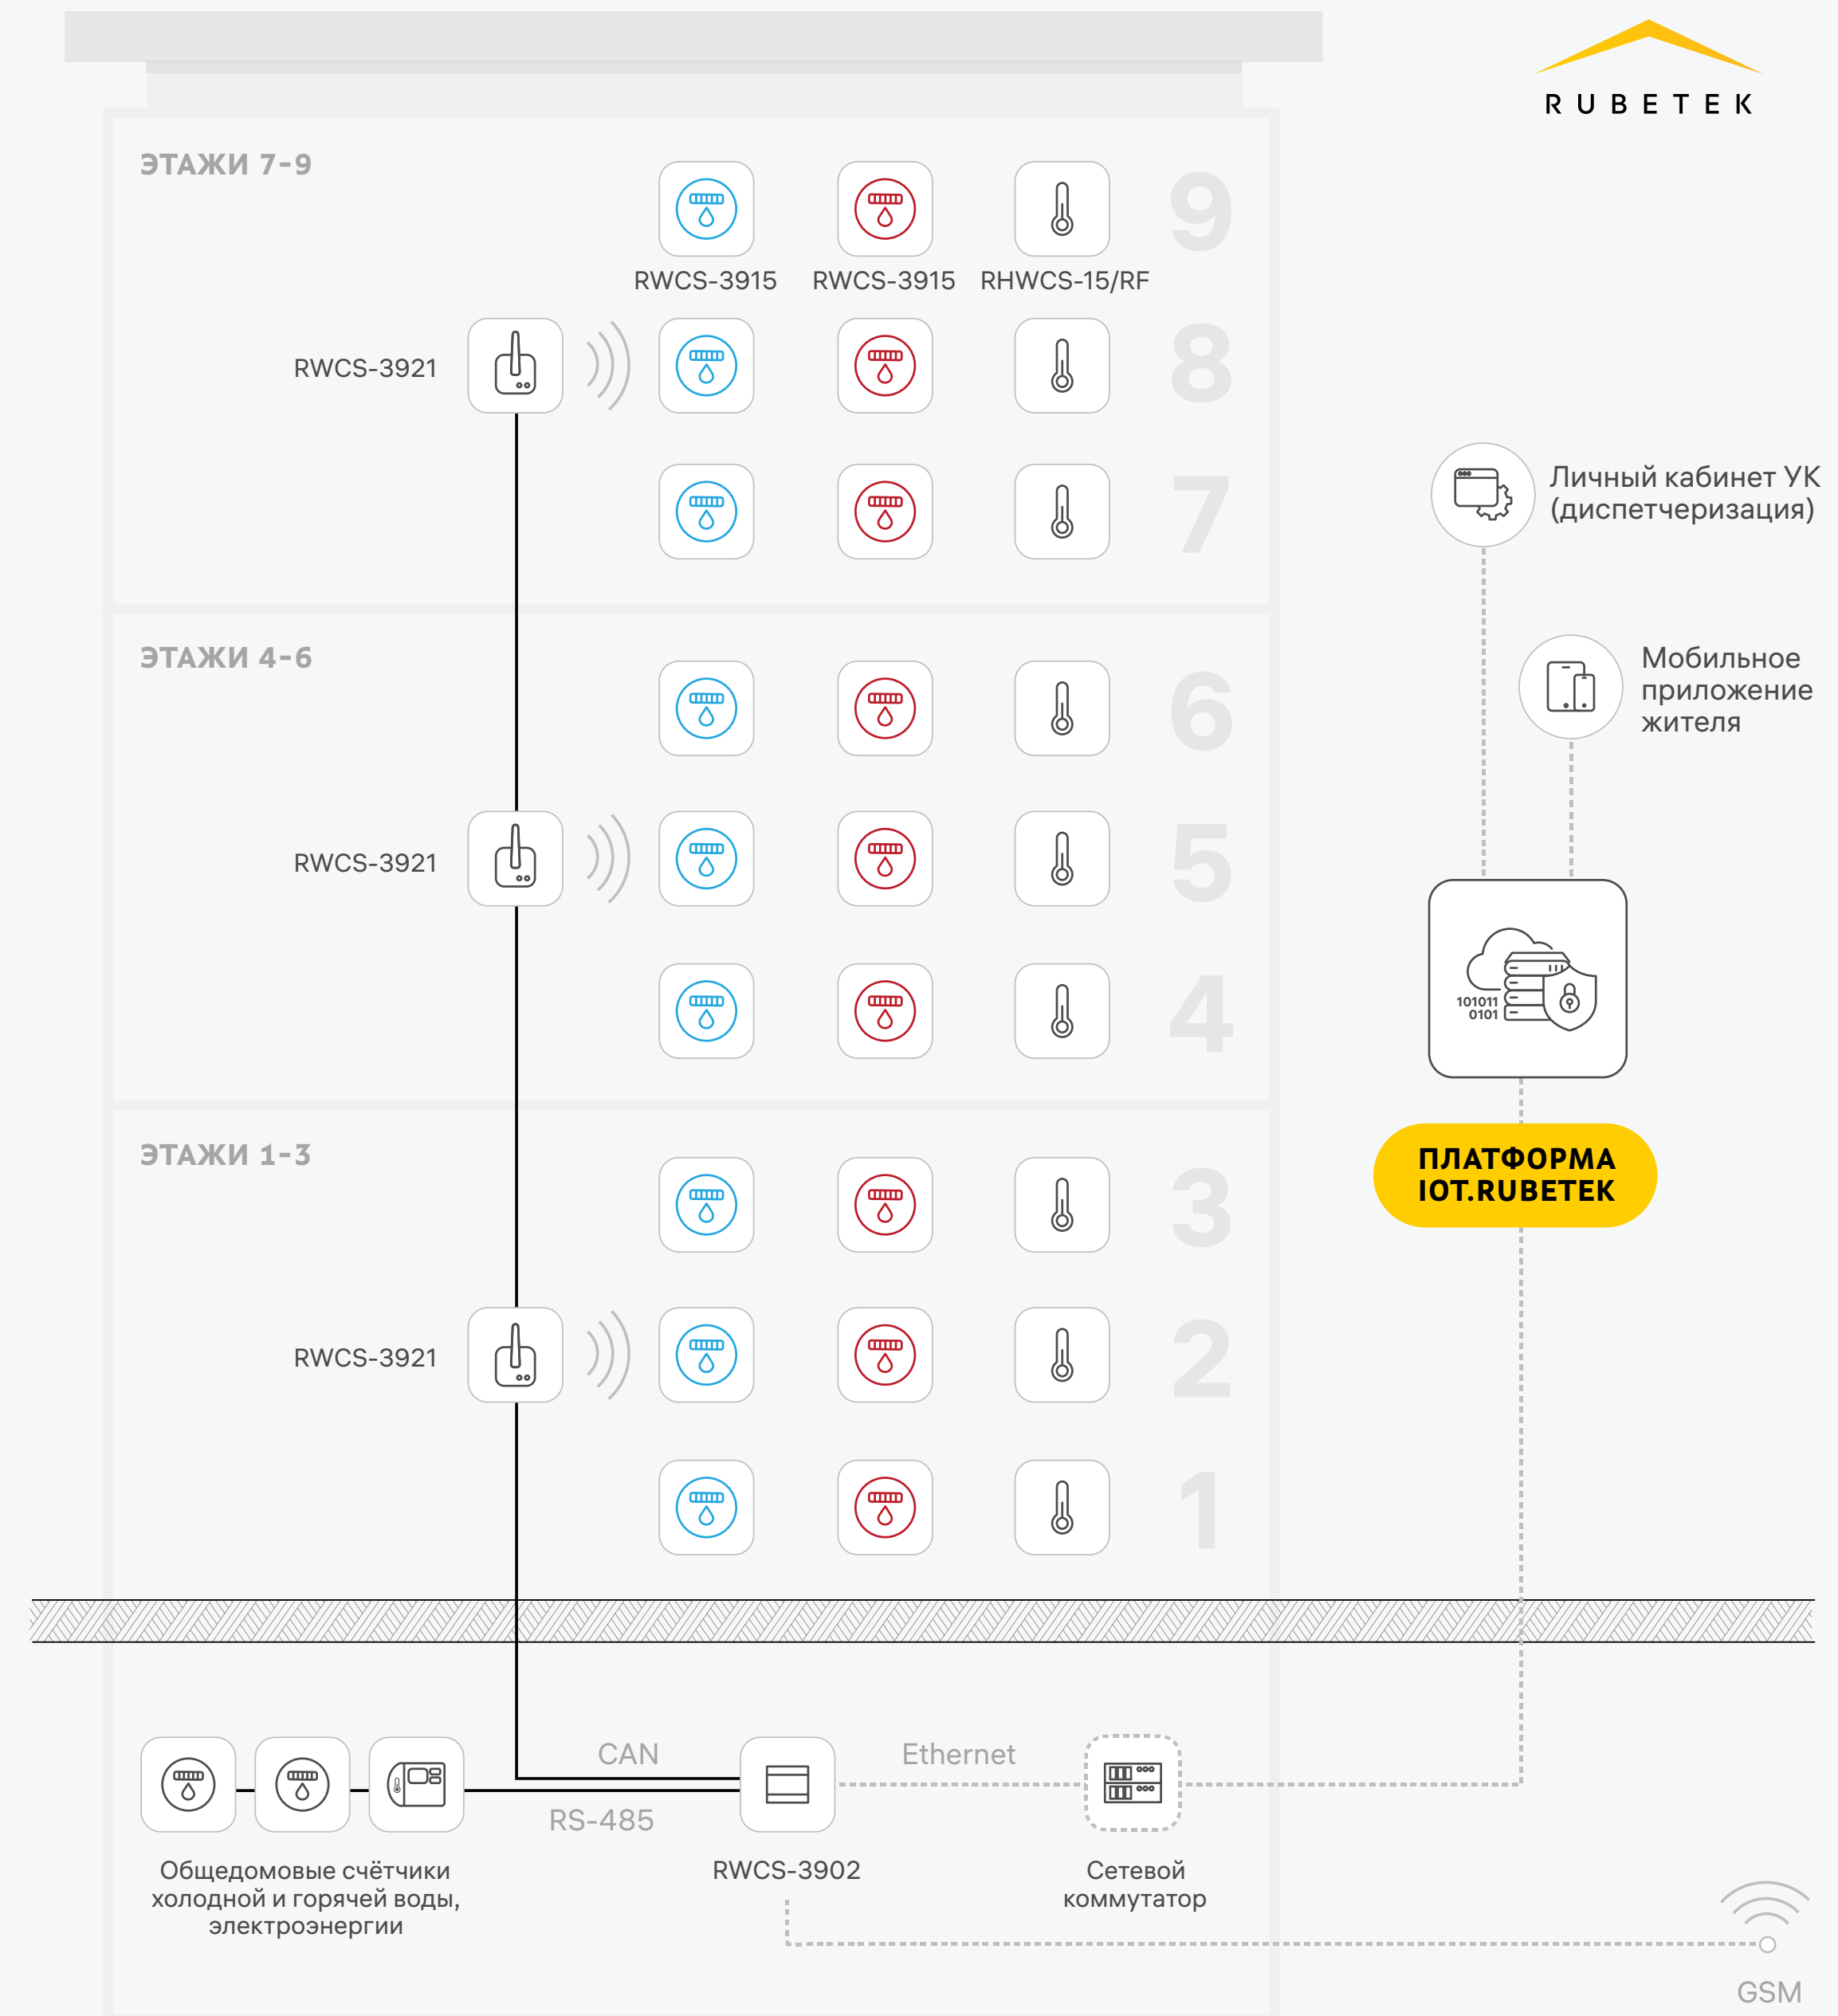 RUBETEK
ЭТАЖИ 7-9
9
RWCS-3915
RWCS-3915
RHWCS-15/RF
RWCS-3921
8
7
Личный кабинет УК
(диспетчеризация)
ЭТАЖИ 4-6
6
Мобильное
приложение
жителя
RWCS-3921
5
4
101011
0101
ЭТАЖИ 1-3
3
ПЛАТФОРМА
IOT.RUBETEK
RWCS-3921
2
1
CAN
Ethernet
RS-485
Общедомовые счётчики
холодной и горячей воды,
электроэнергии
RWCS-3902
Сетевой
коммутатор
GSM